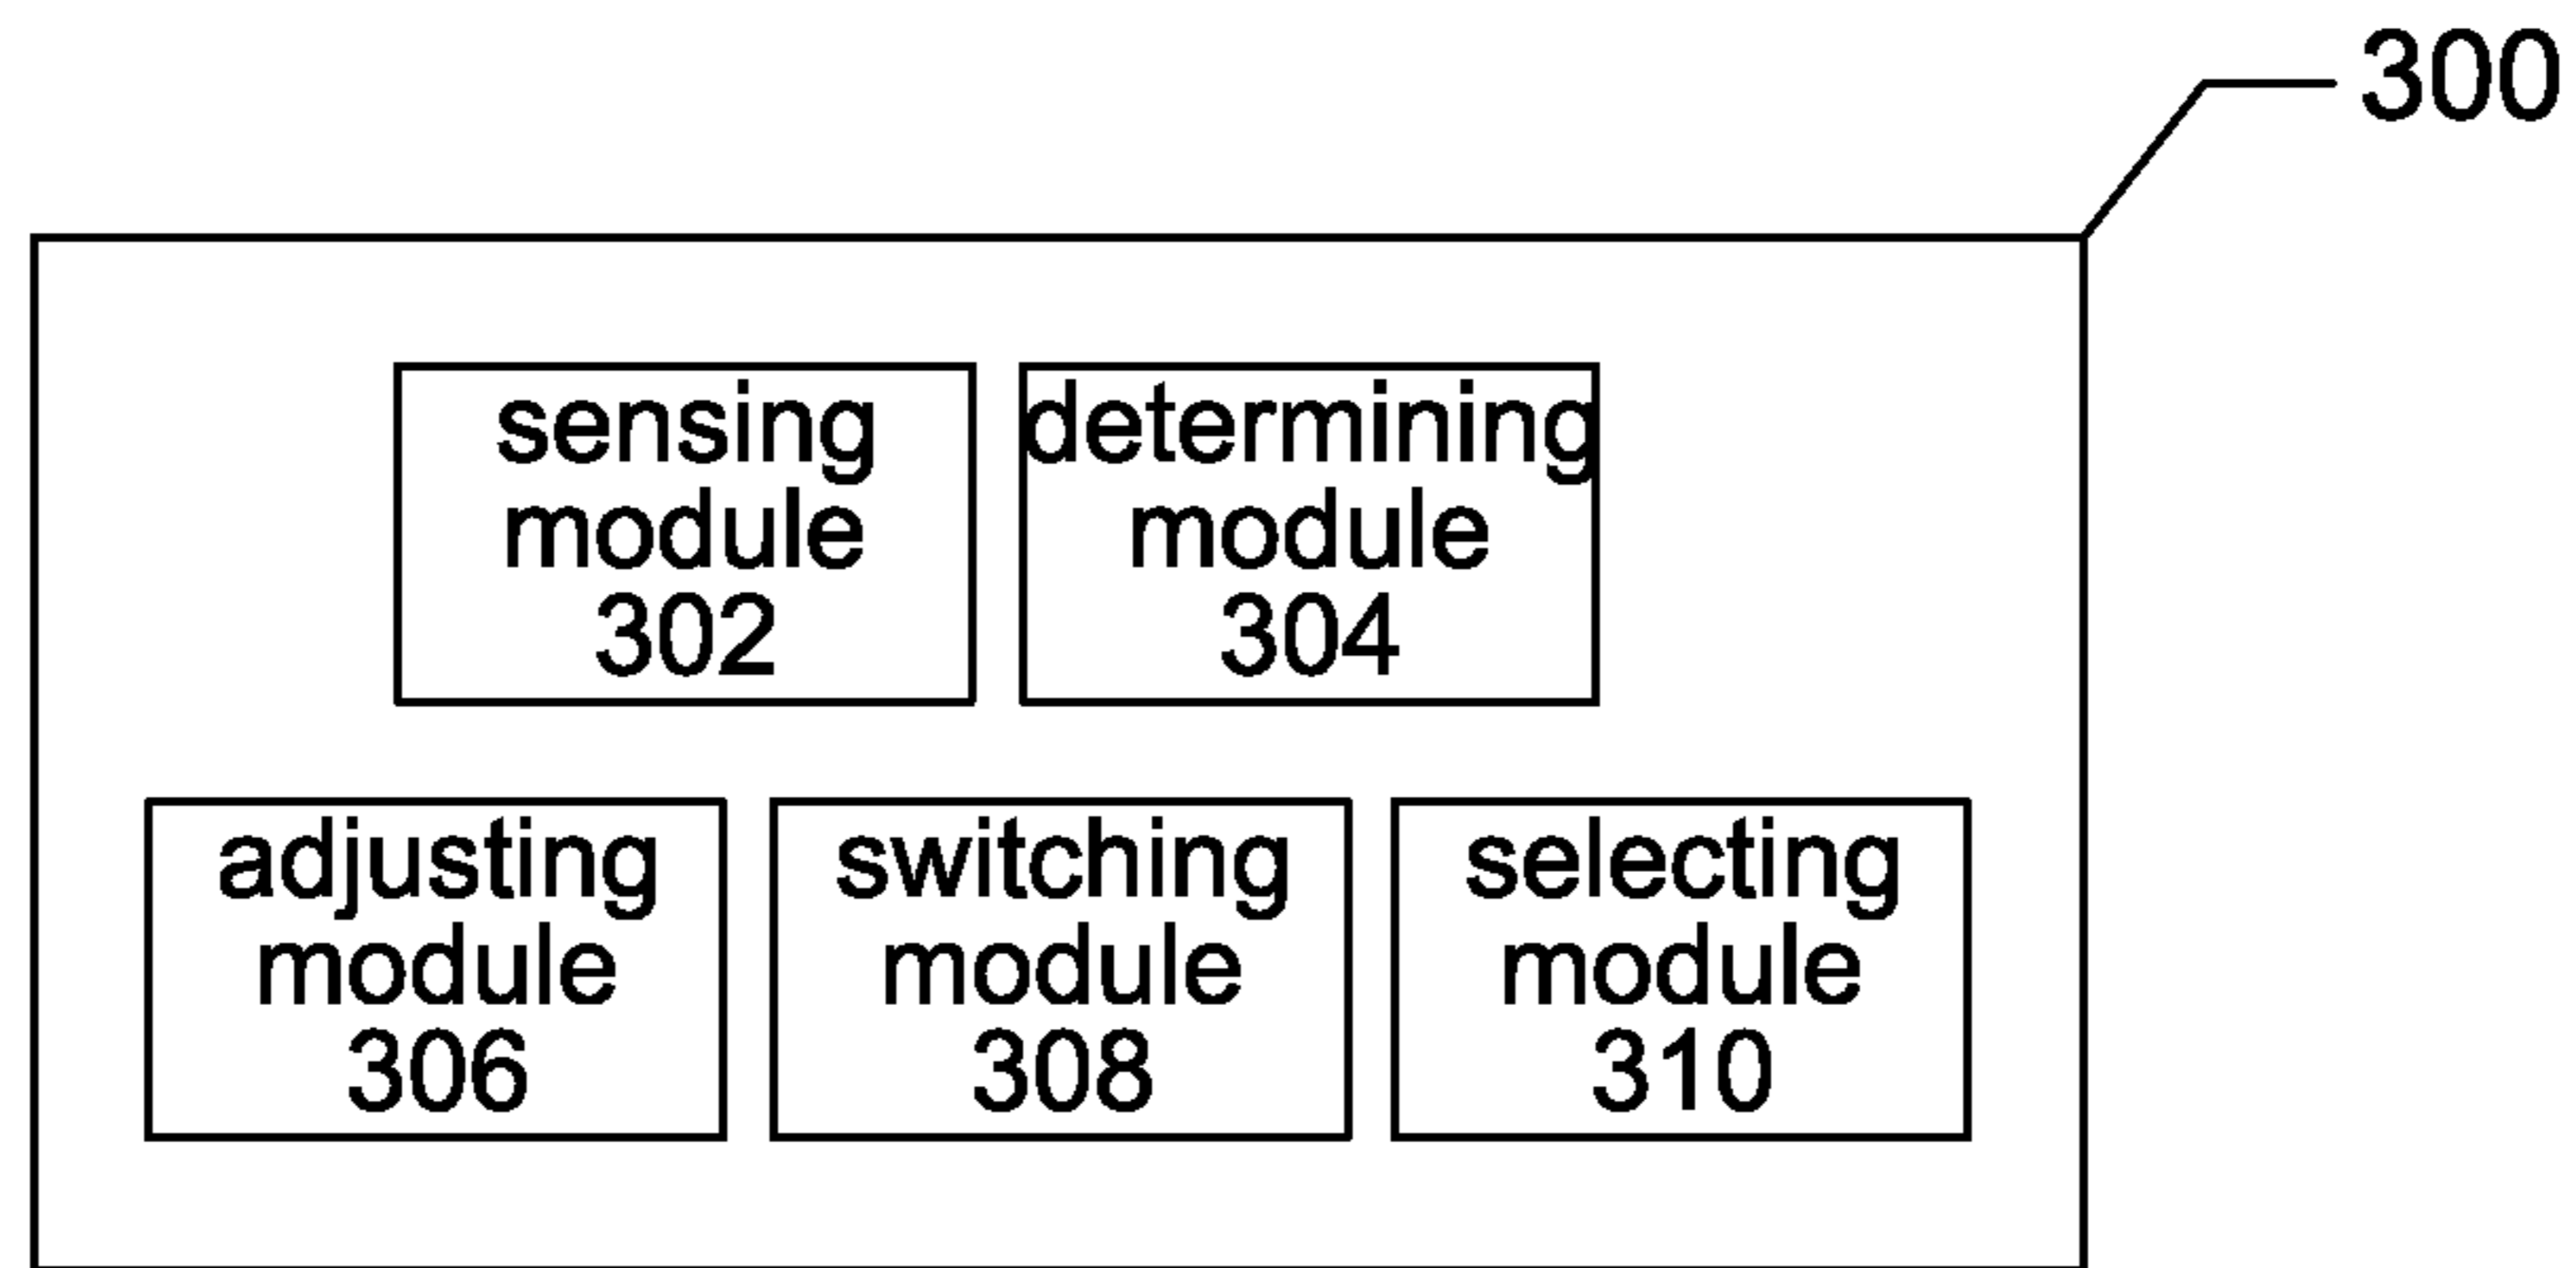 300
sensing
module
302
determining
module
304
adjusting
module
306
switching
module
308
selecting
module
310